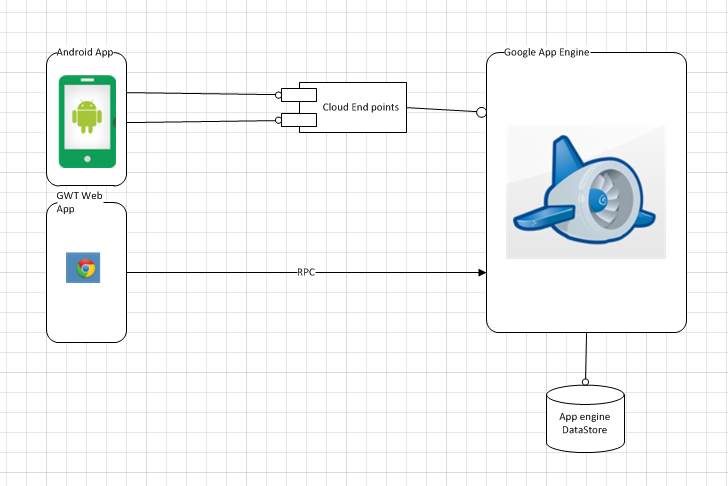 Android App
Google App Engine
Cloud End points
GWT Web
App
RPC
App engine
DataStore